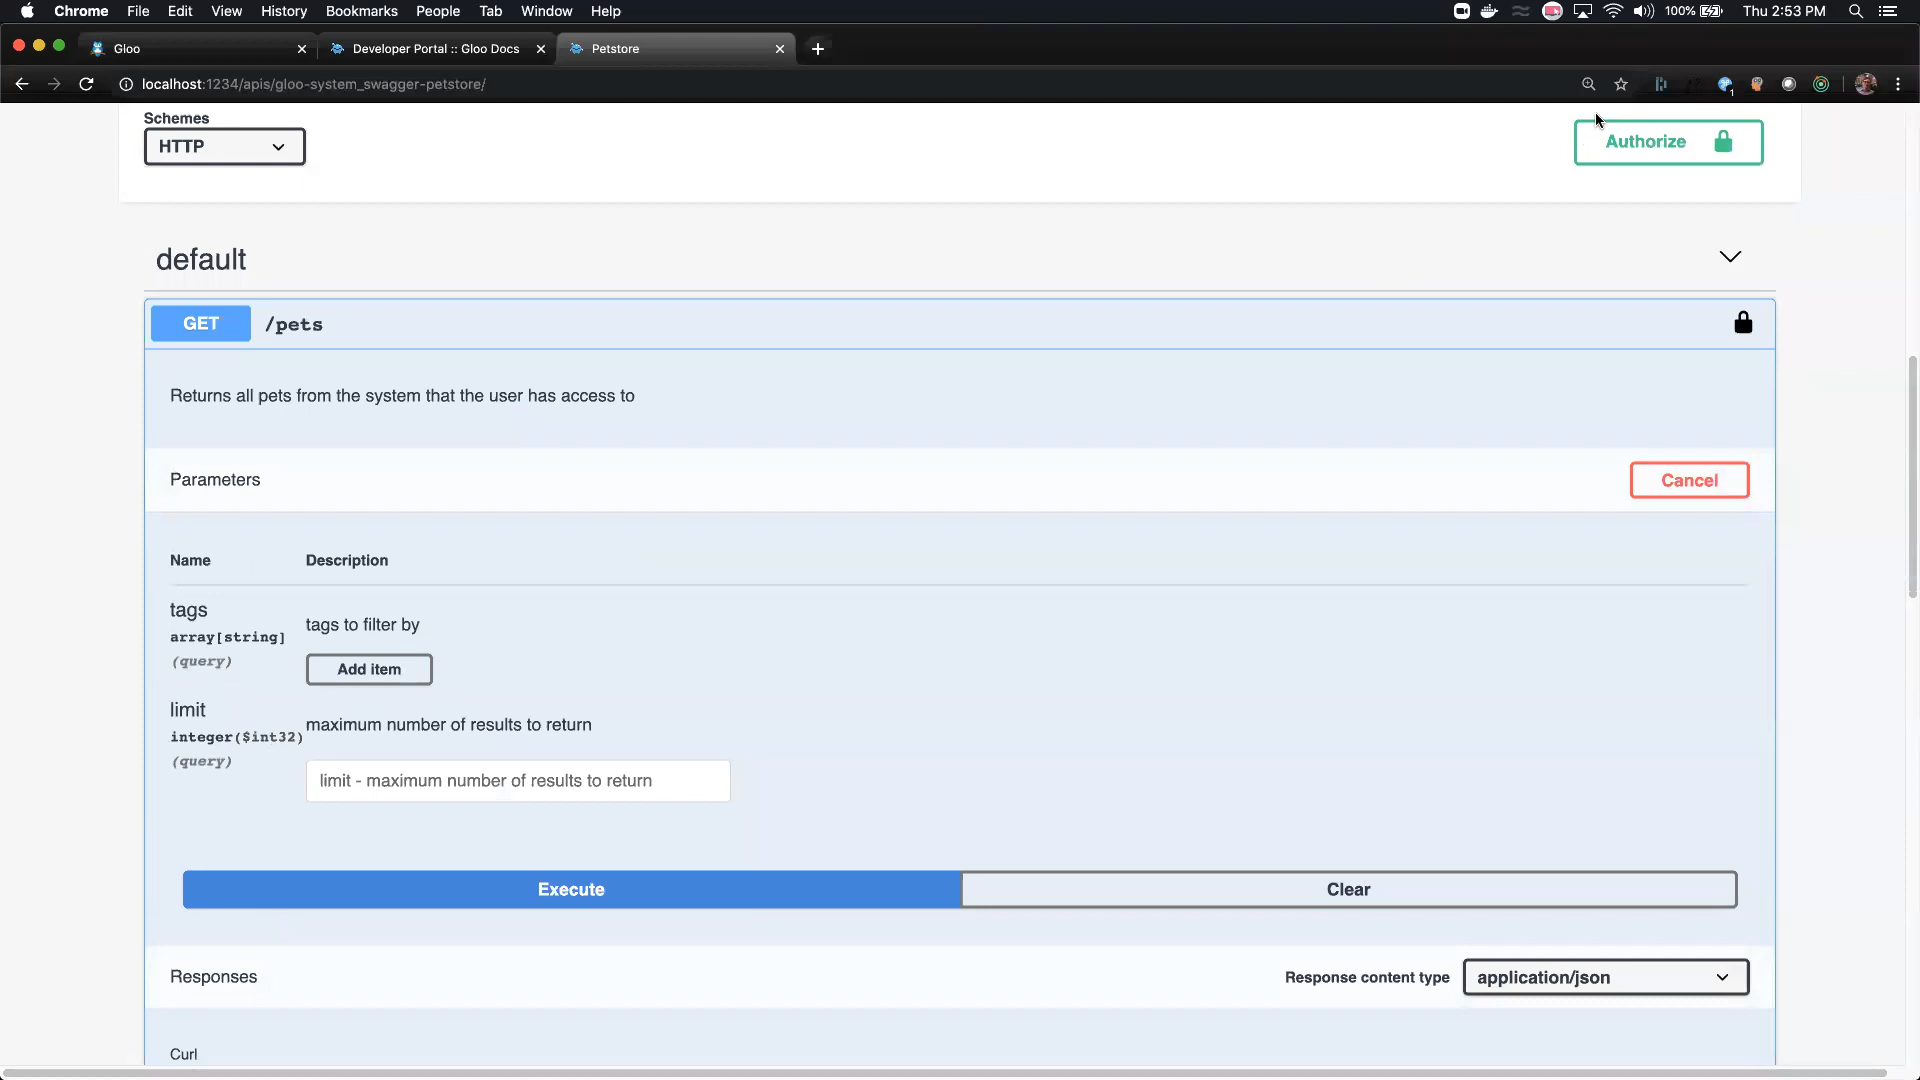 Chrome File Edit View History Bookmarks People Tab Window Help 100% Thu 2:53 PM
Gloo Developer Portal :: Gloo Docs Petstore
localhost:1234/apis/gloo-system_swagger-petstore/ 1
Schemes
HTTP Authorize
default
GET /pets
Returns all pets from the system that the user has access to
Parameters Cancel
Name Description
tags
tags to filter by
array[string]
(query)
Add item
limit
maximum number of results to return
integer($int32)
(query)
limit - maximum number of results to return
Execute Clear
Responses Response content type application/json
Curl